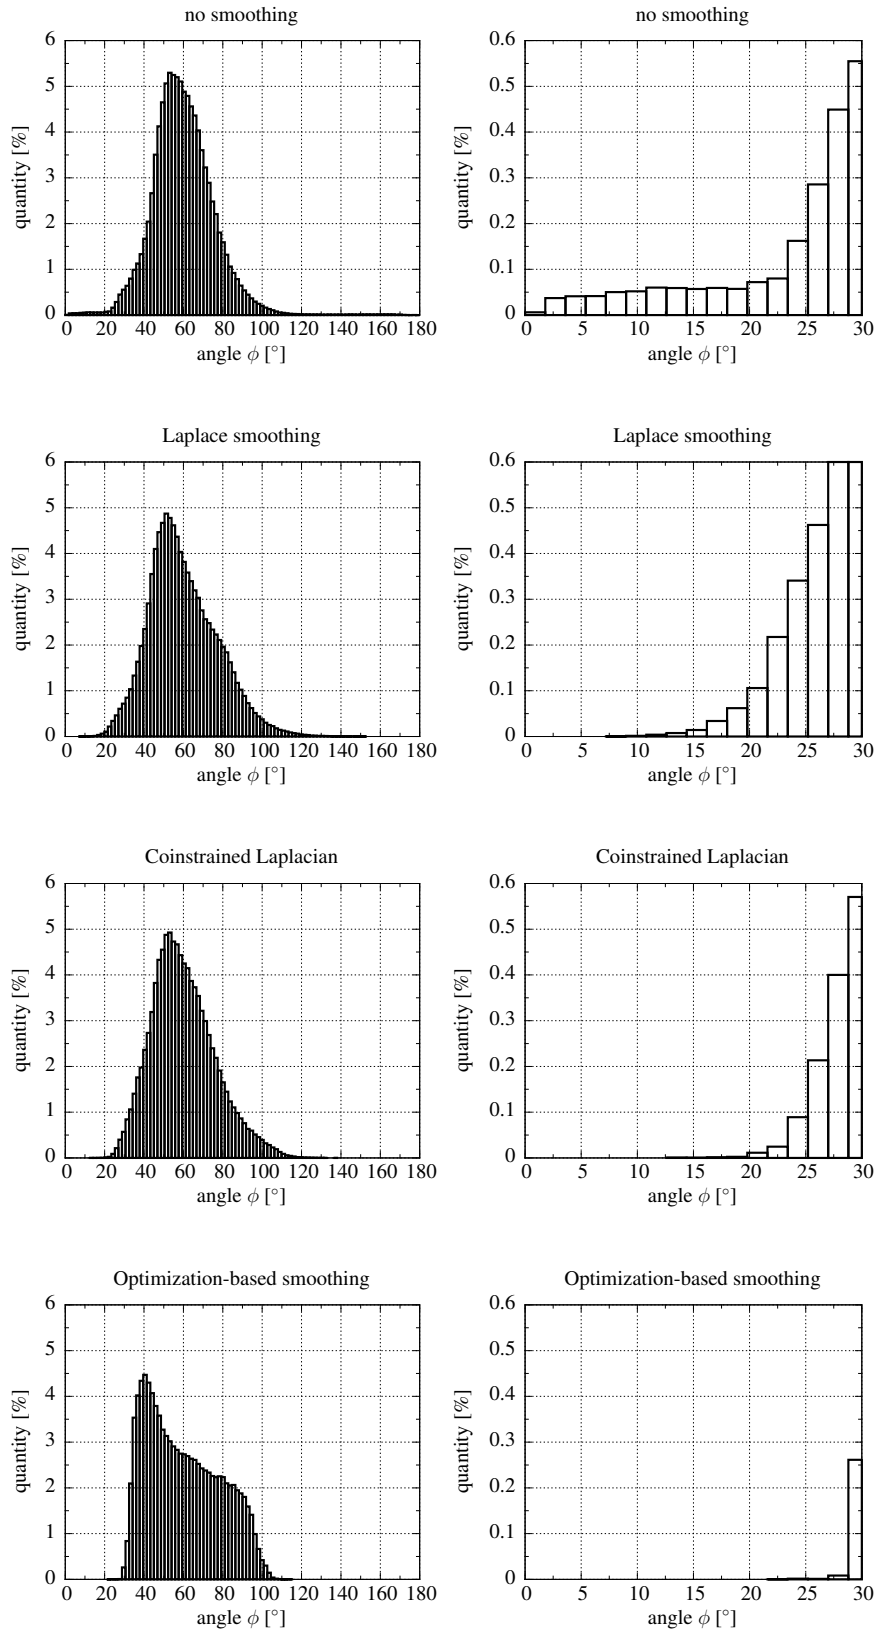 no smoothing
no smoothing
6
5
4
3
2
1
0
quantity [%]
0 20 40 60 80 100 120 140 160 180
angle ϕ [°]
0.6
0.5
0.4
0.3
0.2
0.1
0
quantity [%]
0 5 10 15 20 25 30
angle ϕ [°]
Laplace smoothing
Laplace smoothing
6
5
4
3
2
1
0
quantity [%]
0 20 40 60 80 100 120 140 160 180
angle ϕ [°]
0.6
0.5
0.4
0.3
0.2
0.1
0
quantity [%]
0 5 10 15 20 25 30
angle ϕ [°]
Coinstrained Laplacian
Coinstrained Laplacian
6
5
4
3
2
1
0
quantity [%]
0 20 40 60 80 100 120 140 160 180
angle ϕ [°]
0.6
0.5
0.4
0.3
0.2
0.1
0
quantity [%]
0 5 10 15 20 25 30
angle ϕ [°]
Optimization-based smoothing
Optimization-based smoothing
6
5
4
3
2
1
0
quantity [%]
0 20 40 60 80 100 120 140 160 180
angle ϕ [°]
0.6
0.5
0.4
0.3
0.2
0.1
0
quantity [%]
0 5 10 15 20 25 30
angle ϕ [°]